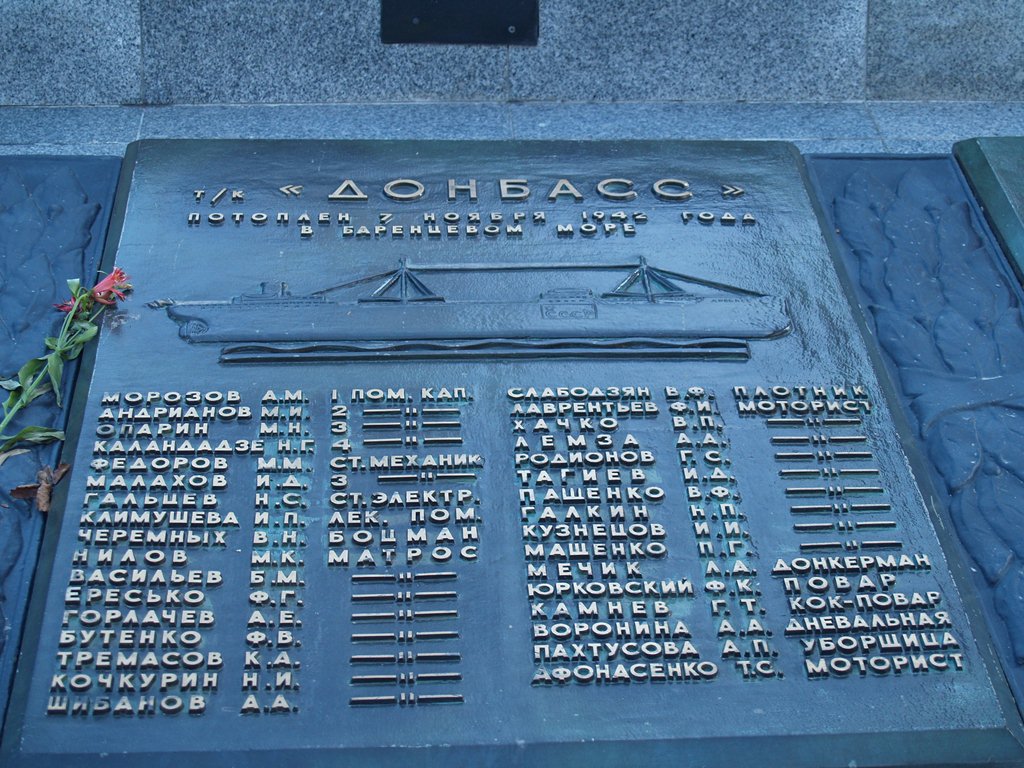 Т/К «ДОНБАСС»
ПОТОПЛЕН 7 НОЯБРЯ 1942 ГОДА
В БАРЕНЦЕВОМ МОРЕ
СССР
МОРОЗОВ А.М. I ПОМ. КАП.
АНДРИАНОВ М.И. 2 —"—
ОПАРИН М.Н. 3 —"—
КАЛАНДАДЗЕ Н.Г. 4 —"—
ФЕДОРОВ М.М. СТ. МЕХАНИК
МАЛАХОВ И.Д. 3 —"—
ГАЛЬЦЕВ Н.С. СТ. ЭЛЕКТР.
КЛИМУШЕВА И.П. ЛЕК. ПОМ.
ЧЕРЕМНЫХ В.Н. БОЦМАН
НИЛОВ М.К. МАТРОС
ВАСИЛЬЕВ Б.М. —"—
ЕРЕСЬКО Ф.Г. —"—
ГОРЛАЧЕВ А.Е. —"—
БУТЕНКО Ф.В. —"—
ТРЕМАСОВ К.А. —"—
КОЧКУРИН Н.И. —"—
ШИБАНОВ А.А. —"—
СЛАБОДЗЯН В.Ф. ПЛОТНИК
ЛАВРЕНТЬЕВ Ф.И. МОТОРИСТ
ХАЧКО В.П. —"—
ЛЕМЗА А.А. —"—
РОДИОНОВ Г.С. —"—
ТАГИЕВ И.Д. —"—
ПАЩЕНКО В.Ф. —"—
ГАЛКИН Н.П. —"—
КУЗНЕЦОВ И.И. —"—
МАЩЕНКО П.Г. —"—
МЕЧИК Л.А. ДОНКЕРМАН
ЮРКОВСКИЙ Ф.К. ПОВАР
КАМНЕВ Г.Т. КОК-ПОВАР
ВОРОНИНА А.А. ДНЕВАЛЬНАЯ
ПАХТУСОВА А.П. УБОРЩИЦА
АФОНАСЕНКО Т.С. МОТОРИСТ